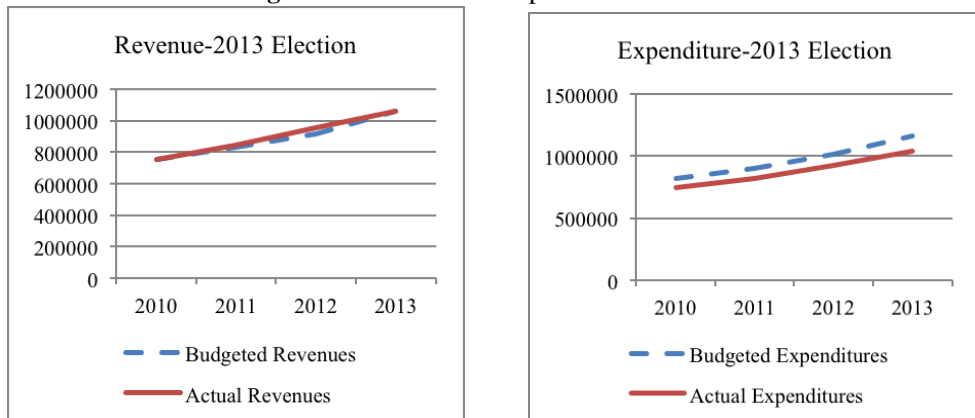 Revenue-2013 Election
1200000
1000000
800000
600000
400000
200000
0
2010 2011 2012 2013
Budgeted Revenues
Actual Revenues
Expenditure-2013 Election
1500000
1000000
500000
0
2010 2011 2012 2013
Budgeted Expenditures
Actual Expenditures